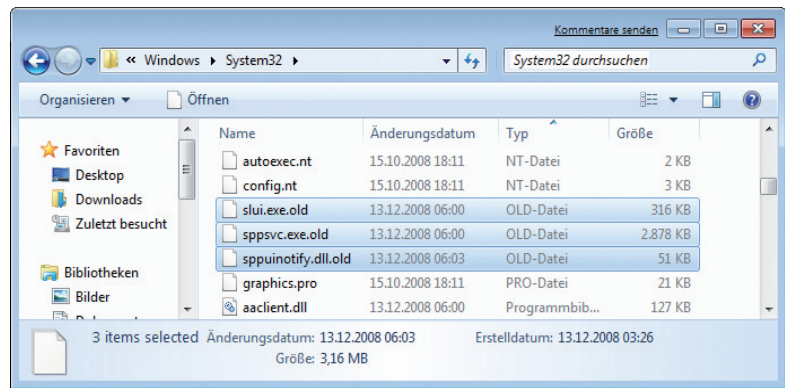 Kommentare senden
« Windows ▸ System32 ▸ System32 durchsuchen
Organisieren ▾ Öffnen
Favoriten
Desktop
Downloads
Zuletzt besucht
Bibliotheken
Bilder
Name Änderungsdatum Typ Größe
autoexec.nt 15.10.2008 18:11 NT-Datei 2 KB
config.nt 15.10.2008 18:11 NT-Datei 3 KB
slui.exe.old 13.12.2008 06:00 OLD-Datei 316 KB
sppsvc.exe.old 13.12.2008 06:00 OLD-Datei 2.878 KB
sppuinotify.dll.old 13.12.2008 06:03 OLD-Datei 51 KB
graphics.pro 15.10.2008 18:11 PRO-Datei 21 KB
aaclient.dll 13.12.2008 06:00 Programmbib... 127 KB
3 items selected Änderungsdatum: 13.12.2008 06:03 Erstelldatum: 13.12.2008 03:26
Größe: 3,16 MB